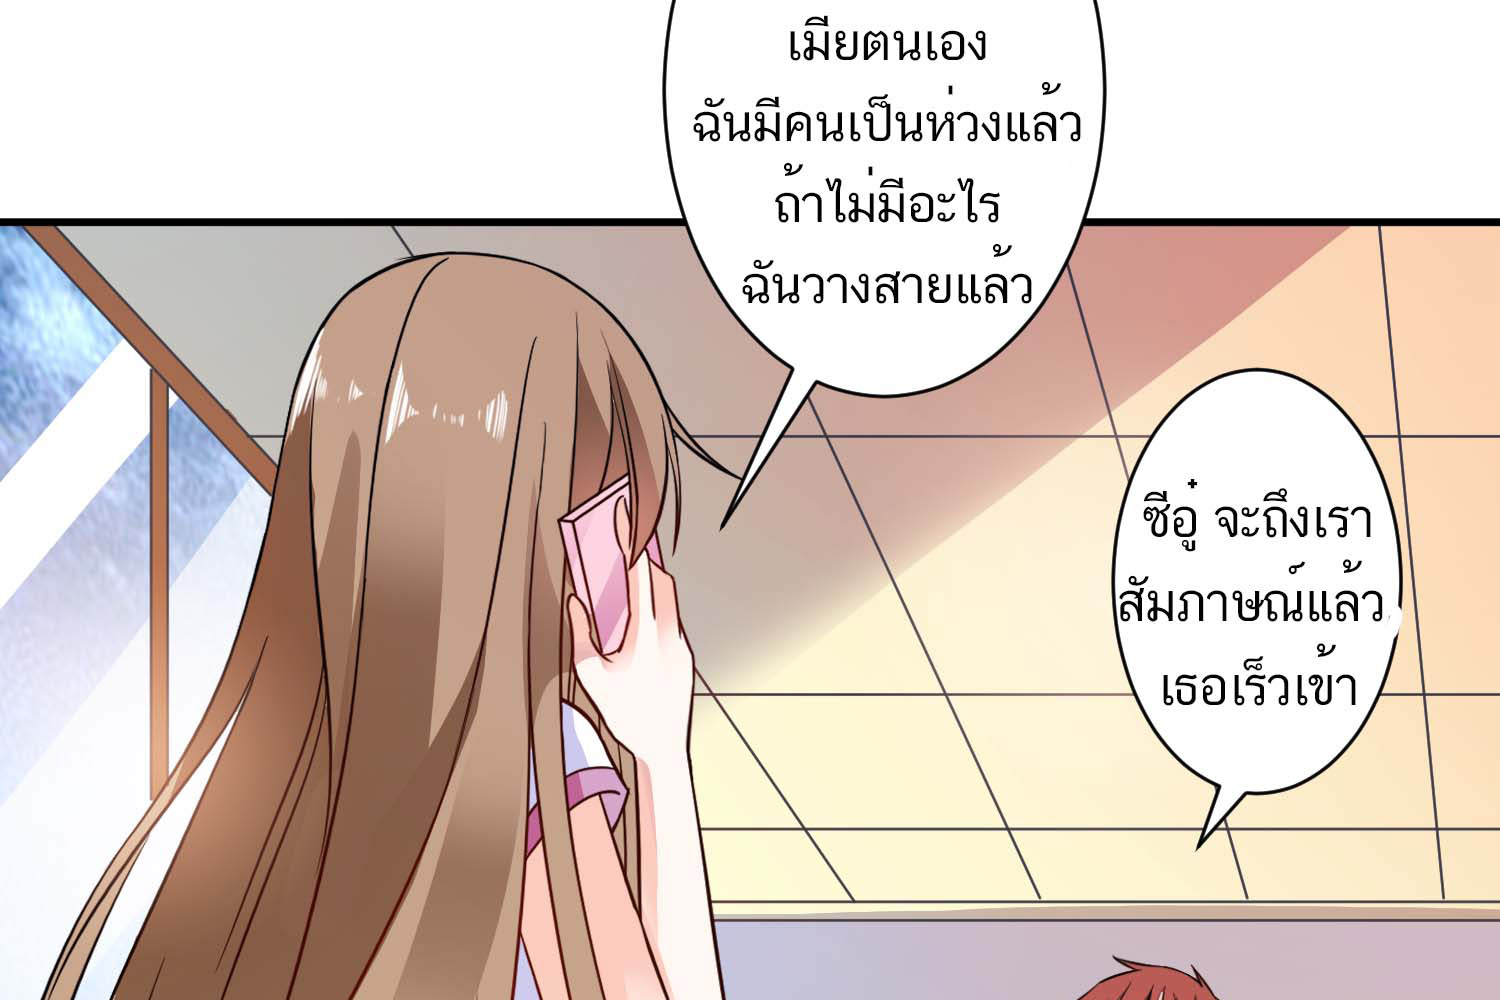 เมียตนเอง
ฉันมีคนเป็นห่วงแล้ว
ถ้าไม่มีอะไร
ฉันวางสายแล้ว
ซีอู๋ จะถึงเรา
สัมภาษณ์แล้ว
เธอเร็วเข้า